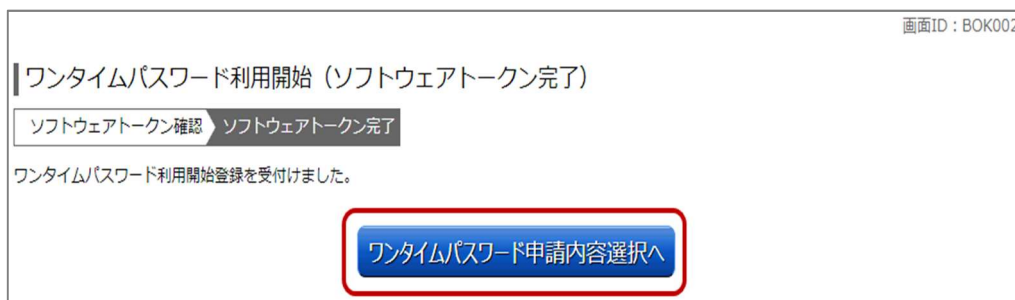 画面ID：BOK002
ワンタイムパスワード利用開始（ソフトウェアトークン完了）
ソフトウェアトークン確認 ソフトウェアトークン完了
ワンタイムパスワード利用開始登録を受付けました。
ワンタイムパスワード申請内容選択へ